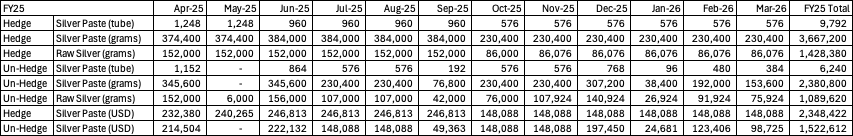 FY25 Apr-25 May-25 Jun-25 Jul-25 Aug-25 Sep-25 Oct-25 Nov-25 Dec-25 Jan-26 Feb-26 Mar-26 FY25 Total
Hedge Silver Paste (tube) 1,248 1,248 960 960 960 960 576 576 576 576 576 576 9,792
Hedge Silver Paste (grams) 374,400 374,400 384,000 384,000 384,000 384,000 230,400 230,400 230,400 230,400 230,400 230,400 3,667,200
Hedge Raw Silver (grams) 152,000 152,000 152,000 152,000 152,000 152,000 86,000 86,076 86,076 86,076 86,076 86,076 1,428,380
Un-Hedge Silver Paste (tube) 1,152 - 864 576 576 192 576 576 768 96 480 384 6,240
Un-Hedge Silver Paste (grams) 345,600 - 345,600 230,400 230,400 76,800 230,400 230,400 307,200 38,400 192,000 153,600 2,380,800
Un-Hedge Raw Silver (grams) 152,000 6,000 156,000 107,000 107,000 42,000 76,000 107,924 140,924 26,924 91,924 75,924 1,089,620
Hedge Silver Paste (USD) 232,380 240,265 246,813 246,813 246,813 246,813 148,088 148,088 148,088 148,088 148,088 148,088 2,348,422
Un-Hedge Silver Paste (USD) 214,504 - 222,132 148,088 148,088 49,363 148,088 148,088 197,450 24,681 123,406 98,725 1,522,612